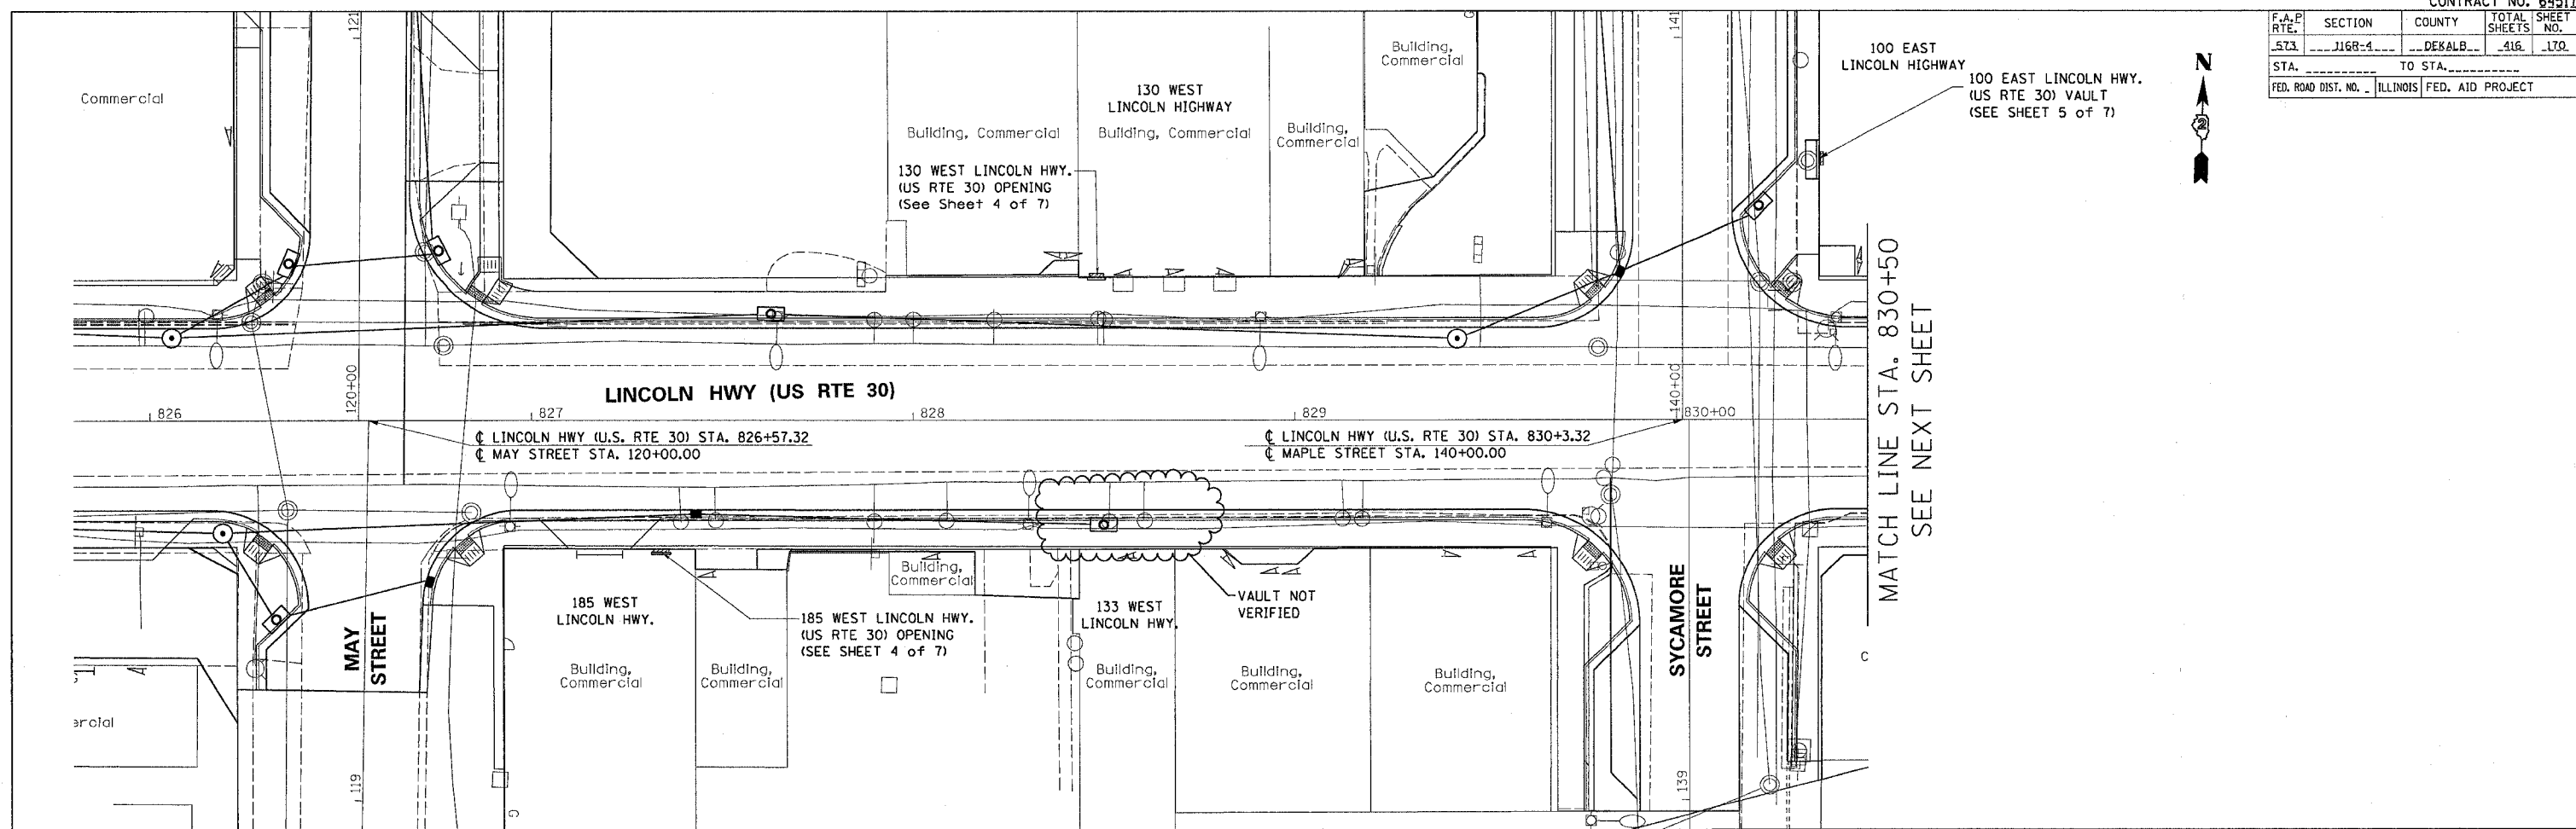 CONTRACT NO.
F.A.P RTE.
SECTION
COUNTY
TOTAL SHEETS
SHEET NO.
573
116R-4
DEKALB
416
170
STA. __________ TO STA.__________
FED. ROAD DIST. NO. _
ILLINOIS
FED. AID PROJECT
121
141
G
N
2
100 EAST
LINCOLN HIGHWAY
100 EAST LINCOLN HWY.
(US RTE 30) VAULT
(SEE SHEET 5 of 7)
Commercial
Building,
Commercial
130 WEST
LINCOLN HIGHWAY
Building, Commercial
Building, Commercial
Building,
Commercial
130 WEST LINCOLN HWY.
(US RTE 30) OPENING
(See Sheet 4 of 7)
MATCH LINE STA. 830+50
SEE NEXT SHEET
120+00
LINCOLN HWY (US RTE 30)
140+00
826
827
828
829
830+00
℄ LINCOLN HWY (U.S. RTE 30) STA. 826+57.32
℄ MAY STREET STA. 120+00.00
℄ LINCOLN HWY (U.S. RTE 30) STA. 830+3.32
℄ MAPLE STREET STA. 140+00.00
Building,
Commercial
MAY
STREET
185 WEST
LINCOLN HWY.
185 WEST LINCOLN HWY.
(US RTE 30) OPENING
(SEE SHEET 4 of 7)
133 WEST
LINCOLN HWY.
VAULT NOT
VERIFIED
SYCAMORE
STREET
Building,
Commercial
Building,
Commercial
Building,
Commercial
Building,
Commercial
Building,
Commercial
C
ercial
119
139
G